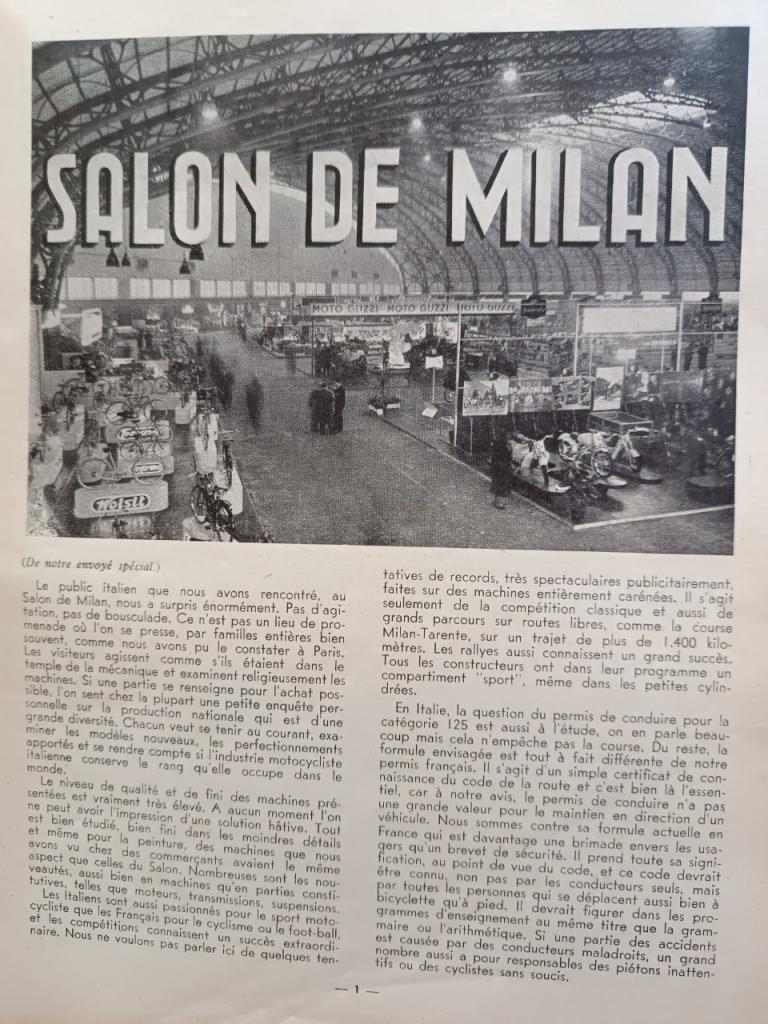 SALON DE MILAN
MOTO GUZZI MOTO GUZZI MOTO GUZZI
Wolsit
(De notre envoyé spécial.)
Le public italien que nous avons rencontré, au
Salon de Milan, nous a surpris énormément. Pas d'agi-
tation, pas de bousculade. Ce n'est pas un lieu de pro-
menade où l'on se presse, par familles entières bien
souvent, comme nous avons pu le constater à Paris.
Les visiteurs agissent comme s'ils étaient dans le
temple de la mécanique et examinent religieusement les
machines. Si une partie se renseigne pour l'achat pos-
sible, l'on sent chez la plupart une petite enquête per-
sonnelle sur la production nationale qui est d'une
grande diversité. Chacun veut se tenir au courant, exa-
miner les modèles nouveaux, les perfectionnements
apportés et se rendre compte si l'industrie motocycliste
italienne conserve le rang qu'elle occupe dans le
monde.
Le niveau de qualité et de fini des machines pré-
sentées est vraiment très élevé. A aucun moment l'on
ne peut avoir l'impression d'une solution hâtive. Tout
est bien étudié, bien fini dans les moindres détails
et même pour la peinture, des machines que nous
avons vu chez des commerçants avaient le même
aspect que celles du Salon. Nombreuses sont les nou-
veautés, aussi bien en machines qu'en parties consti-
tutives, telles que moteurs, transmissions, suspensions.
Les Italiens sont aussi passionnés pour le sport moto-
cycliste que les Français pour le cyclisme ou le foot-ball,
et les compétitions connaissent un succès extraordi-
naire. Nous ne voulons pas parler ici de quelques ten-
tatives de records, très spectaculaires publicitairement,
faites sur des machines entièrement carénées. Il s'agit
seulement de la compétition classique et aussi de
grands parcours sur routes libres, comme la course
Milan-Tarente, sur un trajet de plus de 1.400 kilo-
mètres. Les rallyes aussi connaissent un grand succès.
Tous les constructeurs ont dans leur programme un
compartiment "sport", même dans les petites cylin-
drées.
En Italie, la question du permis de conduire pour la
catégorie 125 est aussi à l'étude, on en parle beau-
coup mais cela n'empêche pas la course. Du reste, la
formule envisagée est tout à fait différente de notre
permis français. Il s'agit d'un simple certificat de con-
naissance du code de la route et c'est bien là l'essen-
tiel, car à notre avis, le permis de conduire n'a pas
une grande valeur pour le maintien en direction d'un
véhicule. Nous sommes contre sa formule actuelle en
France qui est davantage une brimade envers les usa-
gers qu'un brevet de sécurité. Il prend toute sa signi-
fication, au point de vue du code, et ce code devrait
être connu, non pas par les conducteurs seuls, mais
par toutes les personnes qui se déplacent aussi bien à
bicyclette qu'à pied. Il devrait figurer dans les pro-
grammes d'enseignement au même titre que la gram-
maire ou l'arithmétique. Si une partie des accidents
est causée par des conducteurs maladroits, un grand
nombre aussi a pour responsables des piétons inatten-
tifs ou des cyclistes sans soucis.
— 1 —